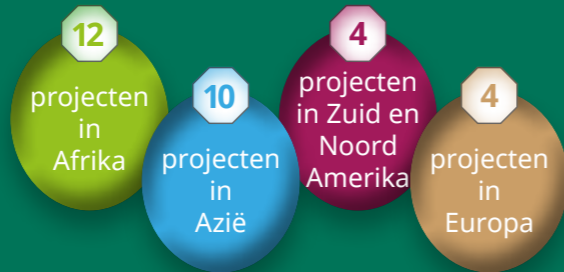 12
projecten
in
Afrika
10
projecten
in
Azië
4
projecten
in Zuid en
Noord
Amerika
4
projecten
in
Europa